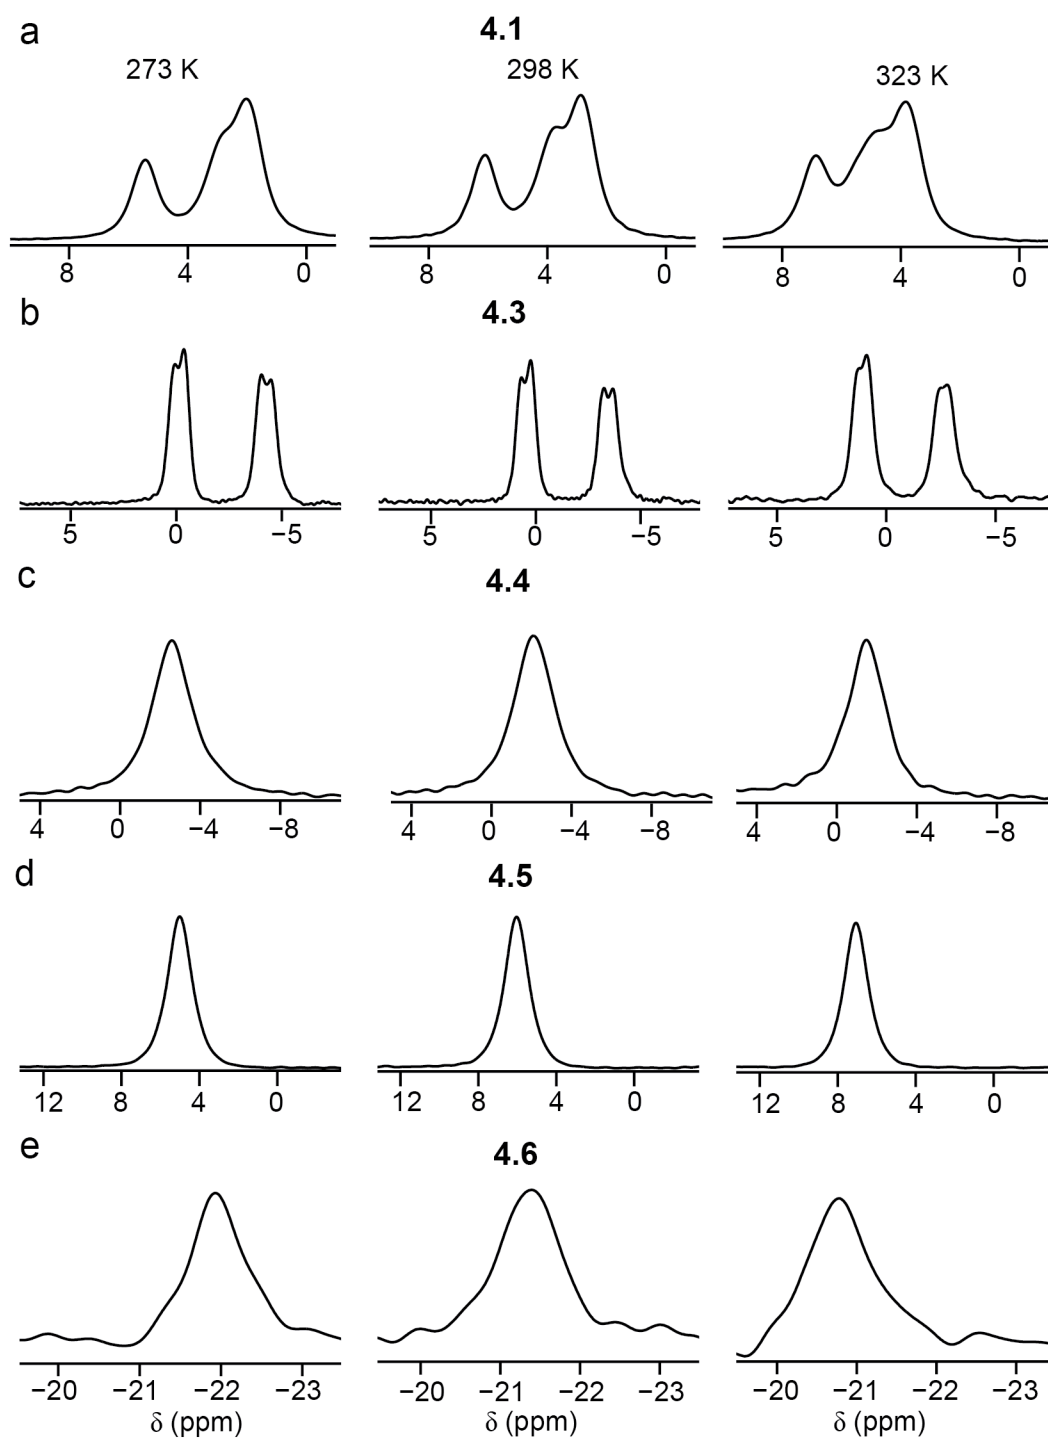 a
4.1
273 K 298 K 323 K
8 4 0 8 4 0 8 4 0
b
4.3
5 0 −5 5 0 −5 5 0 −5
c
4.4
4 0 −4 −8 4 0 −4 −8 4 0 −4 −8
d
4.5
12 8 4 0 12 8 4 0 12 8 4 0
e
4.6
−20 −21 −22 −23 −20 −21 −22 −23 −20 −21 −22 −23
δ (ppm) δ (ppm) δ (ppm)